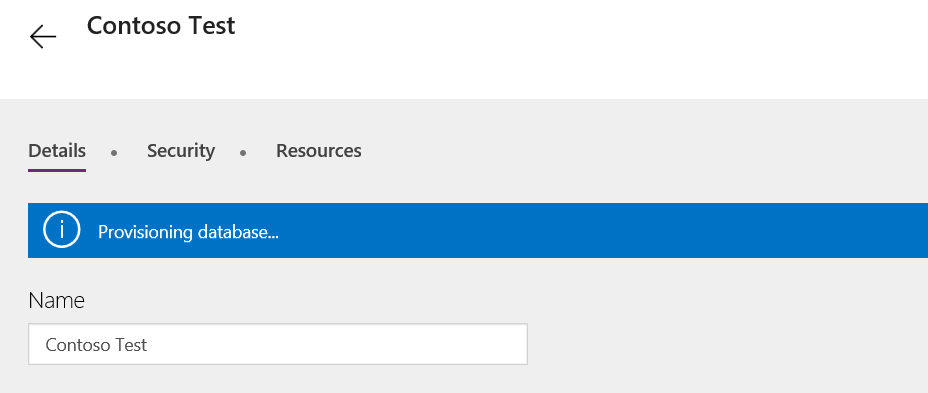 Contoso Test
Details • Security • Resources
Provisioning database...
Name
Contoso Test